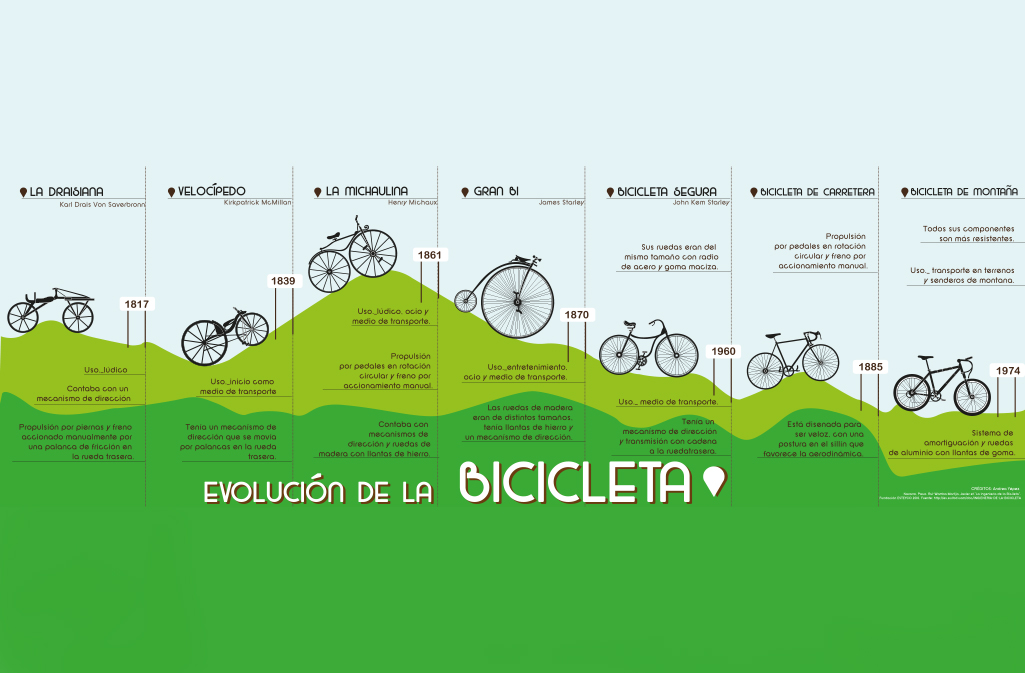 LA DRAISIANA
Karl Drais Von Saverbronn
1817
Uso_lúdico
Contaba con un
mecanismo de dirección
Propulsión por piernas y freno
accionado manualmente por
una palanca de fricción en
la rueda trasera.
VELOCÍPEDO
Kirkpatrick McMillan
1839
Uso_inicio como
medio de transporte
Tenia un mecanismo de
dirección que se movia
por palancas en la rueda
trasera.
LA MICHAULINA
Henry Michaux
1861
Uso_lúdico, ocio y
medio de transporte.
Propulsión
por pedales en rotación
circular y freno por
accionamiento manual.
Contaba con
mecanismos de
dirección y ruedas de
madera con llantas de hierro.
GRAN BI
James Starley
1870
Uso_entretenimiento,
ocio y medio de transporte.
Las ruedas de madera
eran de distintos tamaños,
tenia llantas de hierro y
un mecanismo de dirección.
BICICLETA SEGURA
John Kem Starley
Sus ruedas eran del
mismo tamaño con radio
de acero y goma maciza.
1960
Uso_ medio de transporte.
Tenia un
mecanismo de dirección
y transmisión con cadena
a la ruedatrasera.
BICICLETA DE CARRETERA
Propulsión
por pedales en rotación
circular y freno por
accionamiento manual.
1885
Esta disenada para
ser veloz, con una
postura en el sillin que
favorece la aerodinámica.
BICICLETA DE MONTAÑA
Todos sus componentes
son más resistentes.
Uso_ transporte en terrenos
y senderos de montana.
1974
Sistema de
amortiguación y ruedas
de aluminio con llantas de goma.
EVOLUCIÓN DE LA BICICLETA